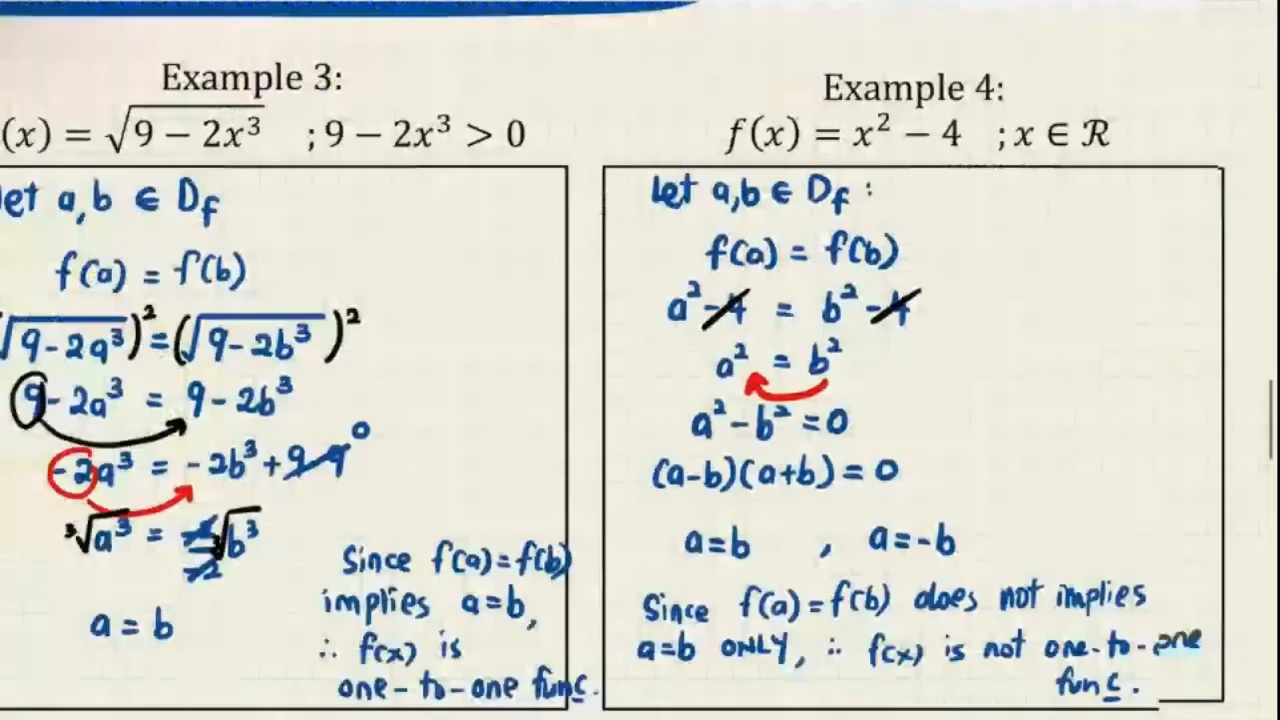 Example 3:
(x) = √(9 − 2x³) ; 9 − 2x³ > 0
let a, b ∈ Df
f(a) = f(b)
(√(9-2a³))² = (√(9-2b³))²
9 - 2a³ = 9 - 2b³
-2a³ = -2b³ + 9 - 9 0
³√a³ = -2/-2 ³√b³
a = b
Since f(a) = f(b)
implies a=b,
∴ f(x) is
one-to-one func.
Example 4:
f(x) = x² − 4 ; x ∈ ℛ
Let a,b ∈ Df :
f(a) = f(b)
a² - 4 = b² - 4
a² = b²
a² - b² = 0
(a-b)(a+b) = 0
a=b , a=-b
Since f(a) = f(b) does not implies
a=b ONLY, ∴ f(x) is not one-to-one
func.